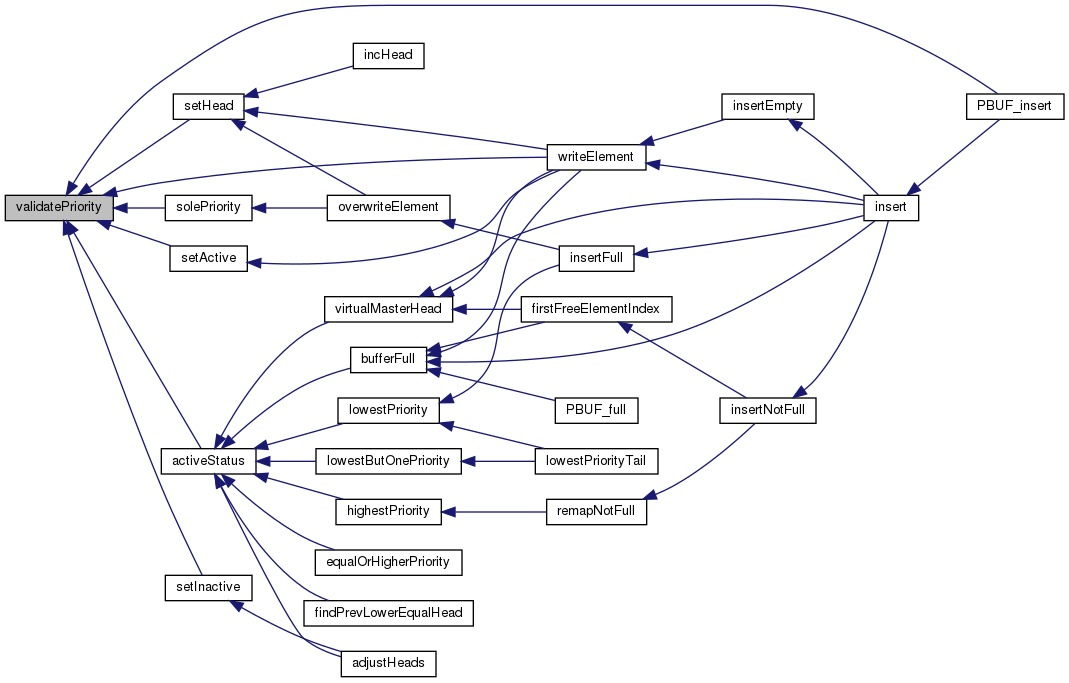 incHead
setHead
insertEmpty
PBUF_insert
writeElement
validatePriority
solePriority
overwriteElement
insert
setActive
insertFull
virtualMasterHead
firstFreeElementIndex
bufferFull
lowestPriority
PBUF_full
insertNotFull
activeStatus
lowestButOnePriority
lowestPriorityTail
highestPriority
remapNotFull
equalOrHigherPriority
setInactive
findPrevLowerEqualHead
adjustHeads